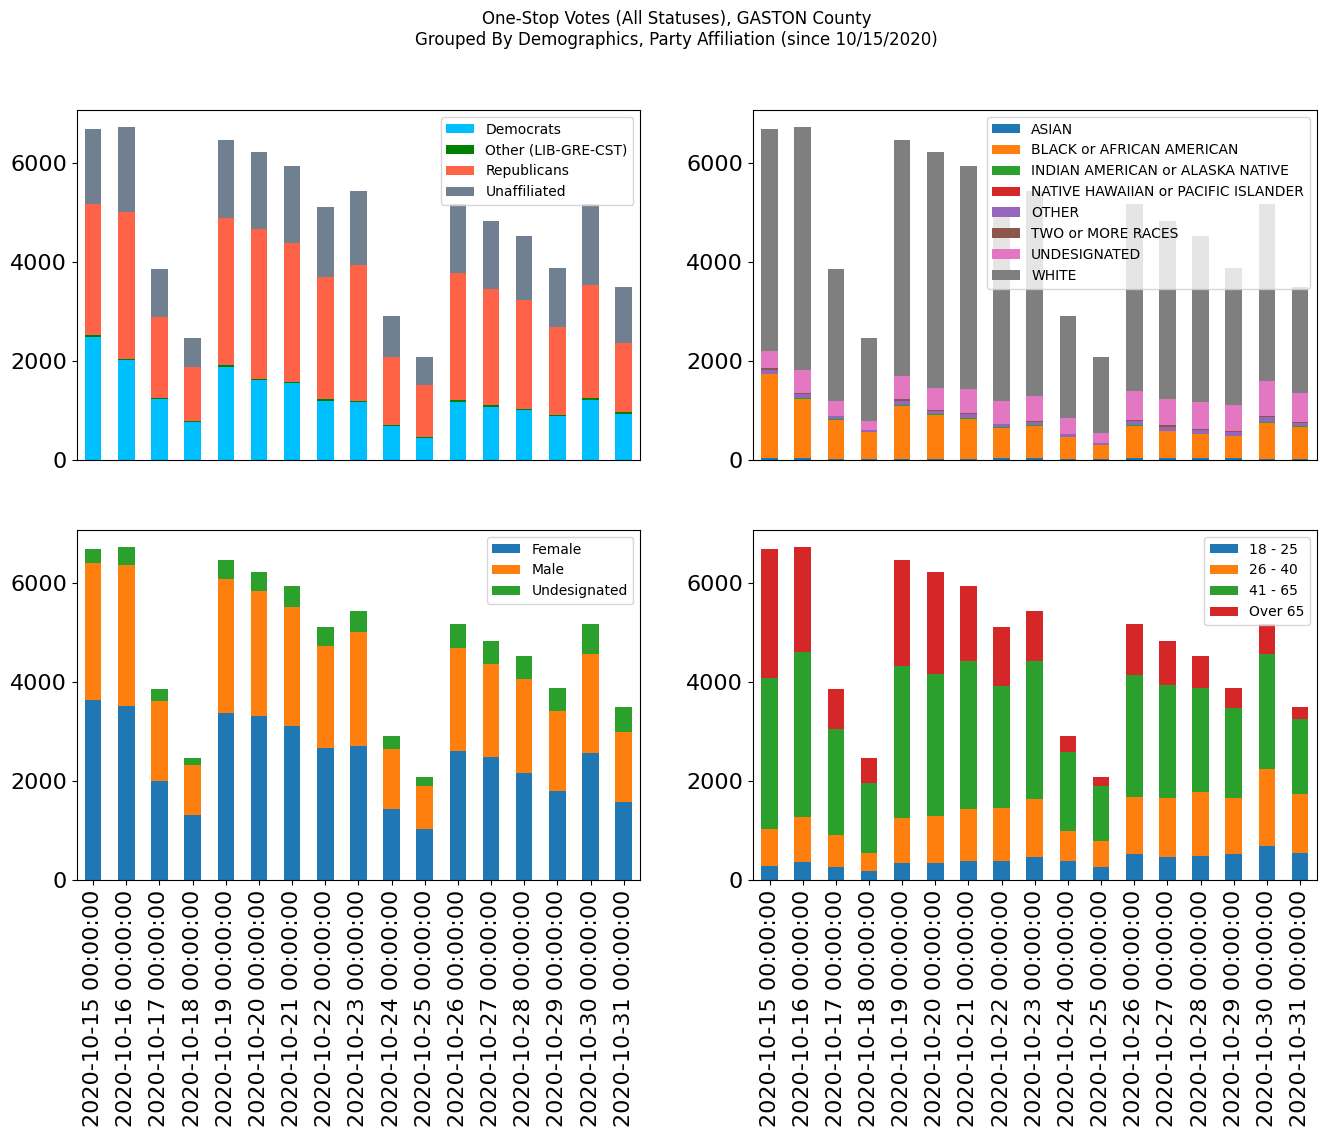 One-Stop Votes (All Statuses), GASTON County
Grouped By Demographics, Party Affiliation (since 10/15/2020)
6000
4000
2000
0
Democrats
Other (LIB-GRE-CST)
Republicans
Unaffiliated
6000
4000
2000
0
ASIAN
BLACK or AFRICAN AMERICAN
INDIAN AMERICAN or ALASKA NATIVE
NATIVE HAWAIIAN or PACIFIC ISLANDER
OTHER
TWO or MORE RACES
UNDESIGNATED
WHITE
6000
4000
2000
0
Female
Male
Undesignated
2020-10-15 00:00:00
2020-10-16 00:00:00
2020-10-17 00:00:00
2020-10-18 00:00:00
2020-10-19 00:00:00
2020-10-20 00:00:00
2020-10-21 00:00:00
2020-10-22 00:00:00
2020-10-23 00:00:00
2020-10-24 00:00:00
2020-10-25 00:00:00
2020-10-26 00:00:00
2020-10-27 00:00:00
2020-10-28 00:00:00
2020-10-29 00:00:00
2020-10-30 00:00:00
2020-10-31 00:00:00
6000
4000
2000
0
18 - 25
26 - 40
41 - 65
Over 65
2020-10-15 00:00:00
2020-10-16 00:00:00
2020-10-17 00:00:00
2020-10-18 00:00:00
2020-10-19 00:00:00
2020-10-20 00:00:00
2020-10-21 00:00:00
2020-10-22 00:00:00
2020-10-23 00:00:00
2020-10-24 00:00:00
2020-10-25 00:00:00
2020-10-26 00:00:00
2020-10-27 00:00:00
2020-10-28 00:00:00
2020-10-29 00:00:00
2020-10-30 00:00:00
2020-10-31 00:00:00